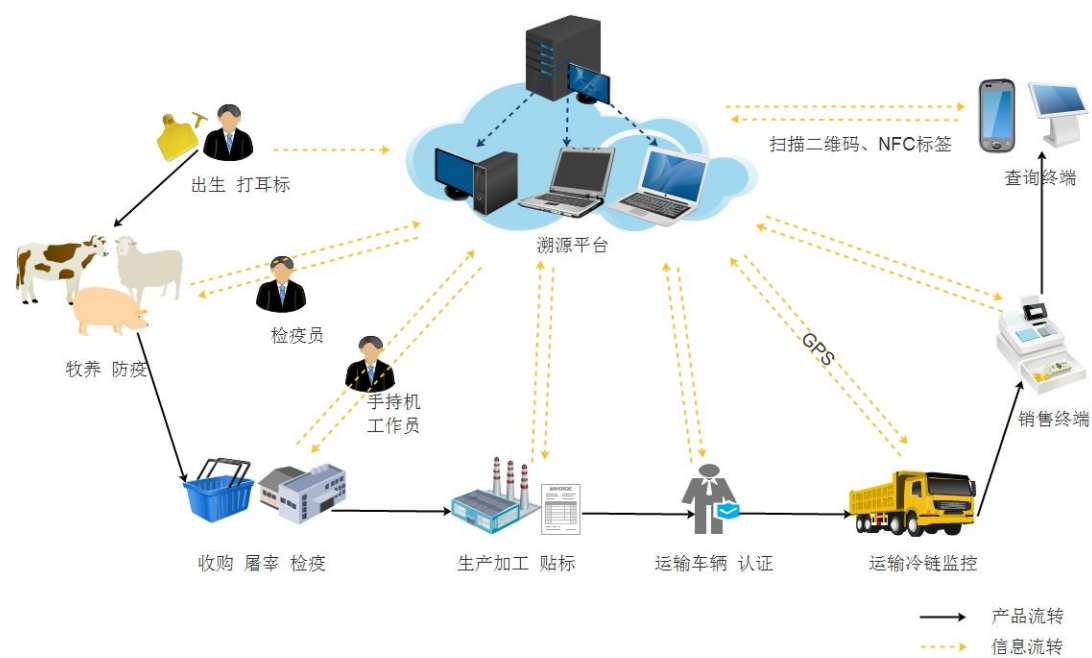 扫描二维码、NFC标签
查询终端
出生 打耳标
溯源平台
检疫员
牧养 防疫
GPS
手持机
工作员
销售终端
INVOICE
收购 屠宰 检疫
生产加工 贴标
运输车辆 认证
运输冷链监控
产品流转
信息流转